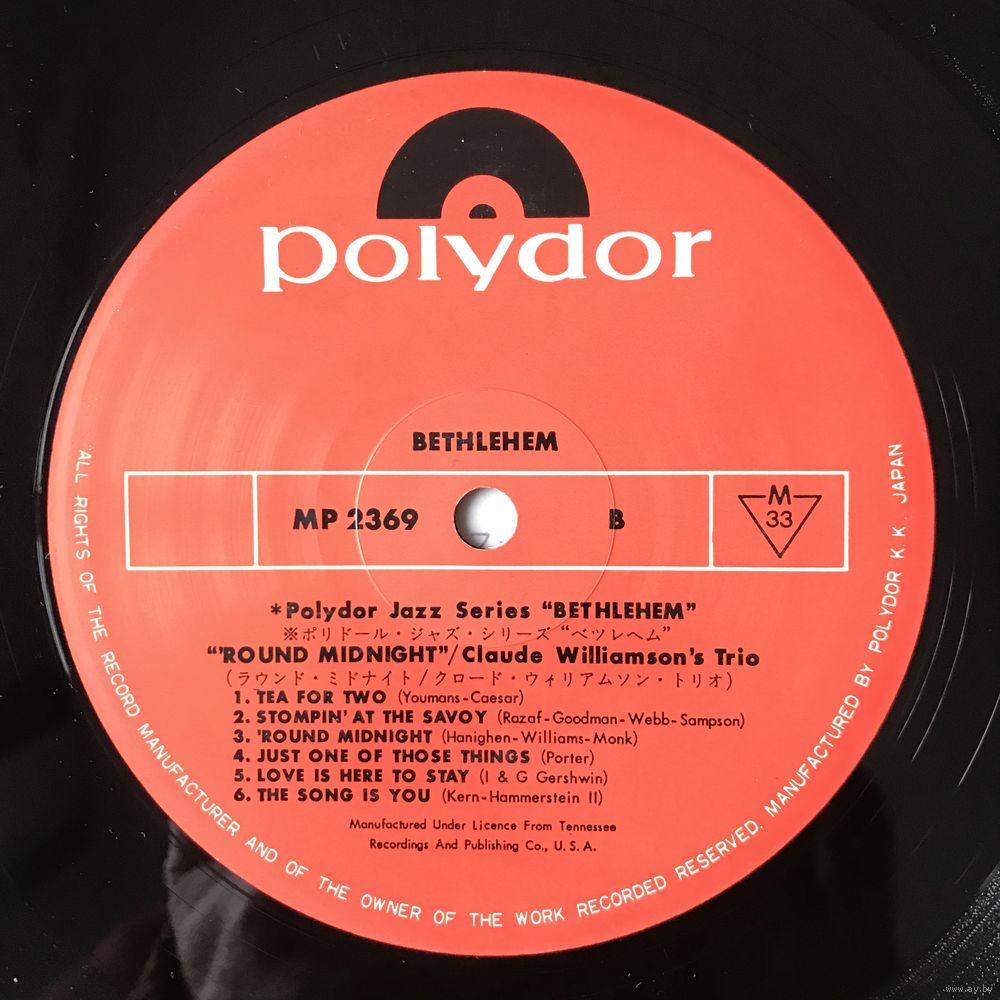 polydor
BETHLEHEM
MP 2369 B
M
33
*Polydor Jazz Series “BETHLEHEM”
※ポリドール・ジャズ・シリーズ“ベツレヘム”
“'ROUND MIDNIGHT”/Claude Williamson's Trio
(ラウンド・ミドナイト/クロード・ウィリアムソン・トリオ)
1. TEA FOR TWO (Youmans-Caesar)
2. STOMPIN' AT THE SAVOY (Razaf-Goodman-Webb-Sampson)
3. 'ROUND MIDNIGHT (Hanighen-Williams-Monk)
4. JUST ONE OF THOSE THINGS (Porter)
5. LOVE IS HERE TO STAY (I & G Gershwin)
6. THE SONG IS YOU (Kern-Hammerstein II)
Manufactured Under Licence From Tennessee
Recordings And Publishing Co., U.S.A.
ALL RIGHTS OF THE RECORD MANUFACTURER AND OF THE OWNER OF THE WORK RECORDED RESERVED. MANUFACTURED BY POLYDOR K.K. JAPAN
www.ay.by